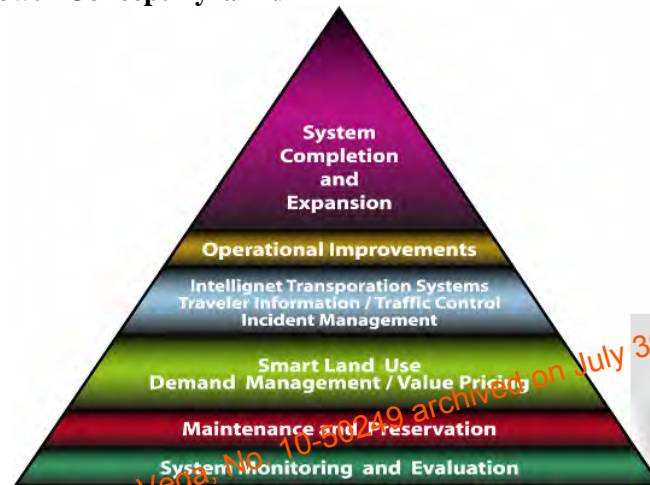 System
Completion
and
Expansion
Operational Improvements
Intellignet Transporation Systems
Traveler Information / Traffic Control
Incident Management
Smart Land Use
Demand Management / Value Pricing
Maintenance and Preservation
System Monitoring and Evaluation
No. 10-50249 archived on July 3